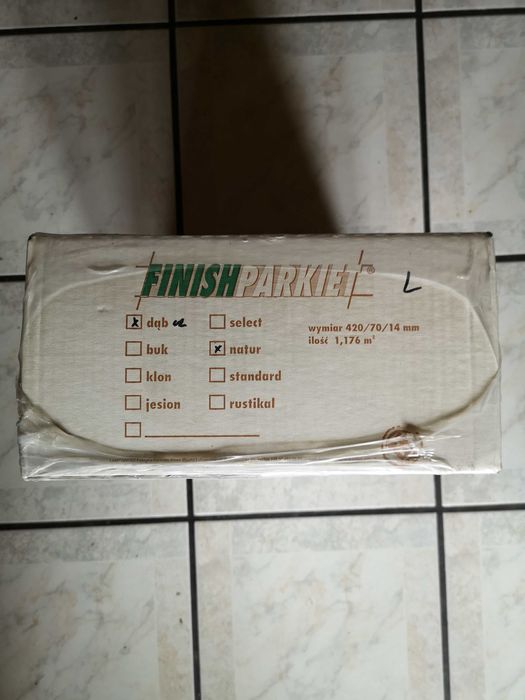 FINISHPARKIET®
L
x dąb
select
wymiar 420/70/14 mm
ilość 1,176 m²
buk
x natur
klon
standard
jesion
rustikal